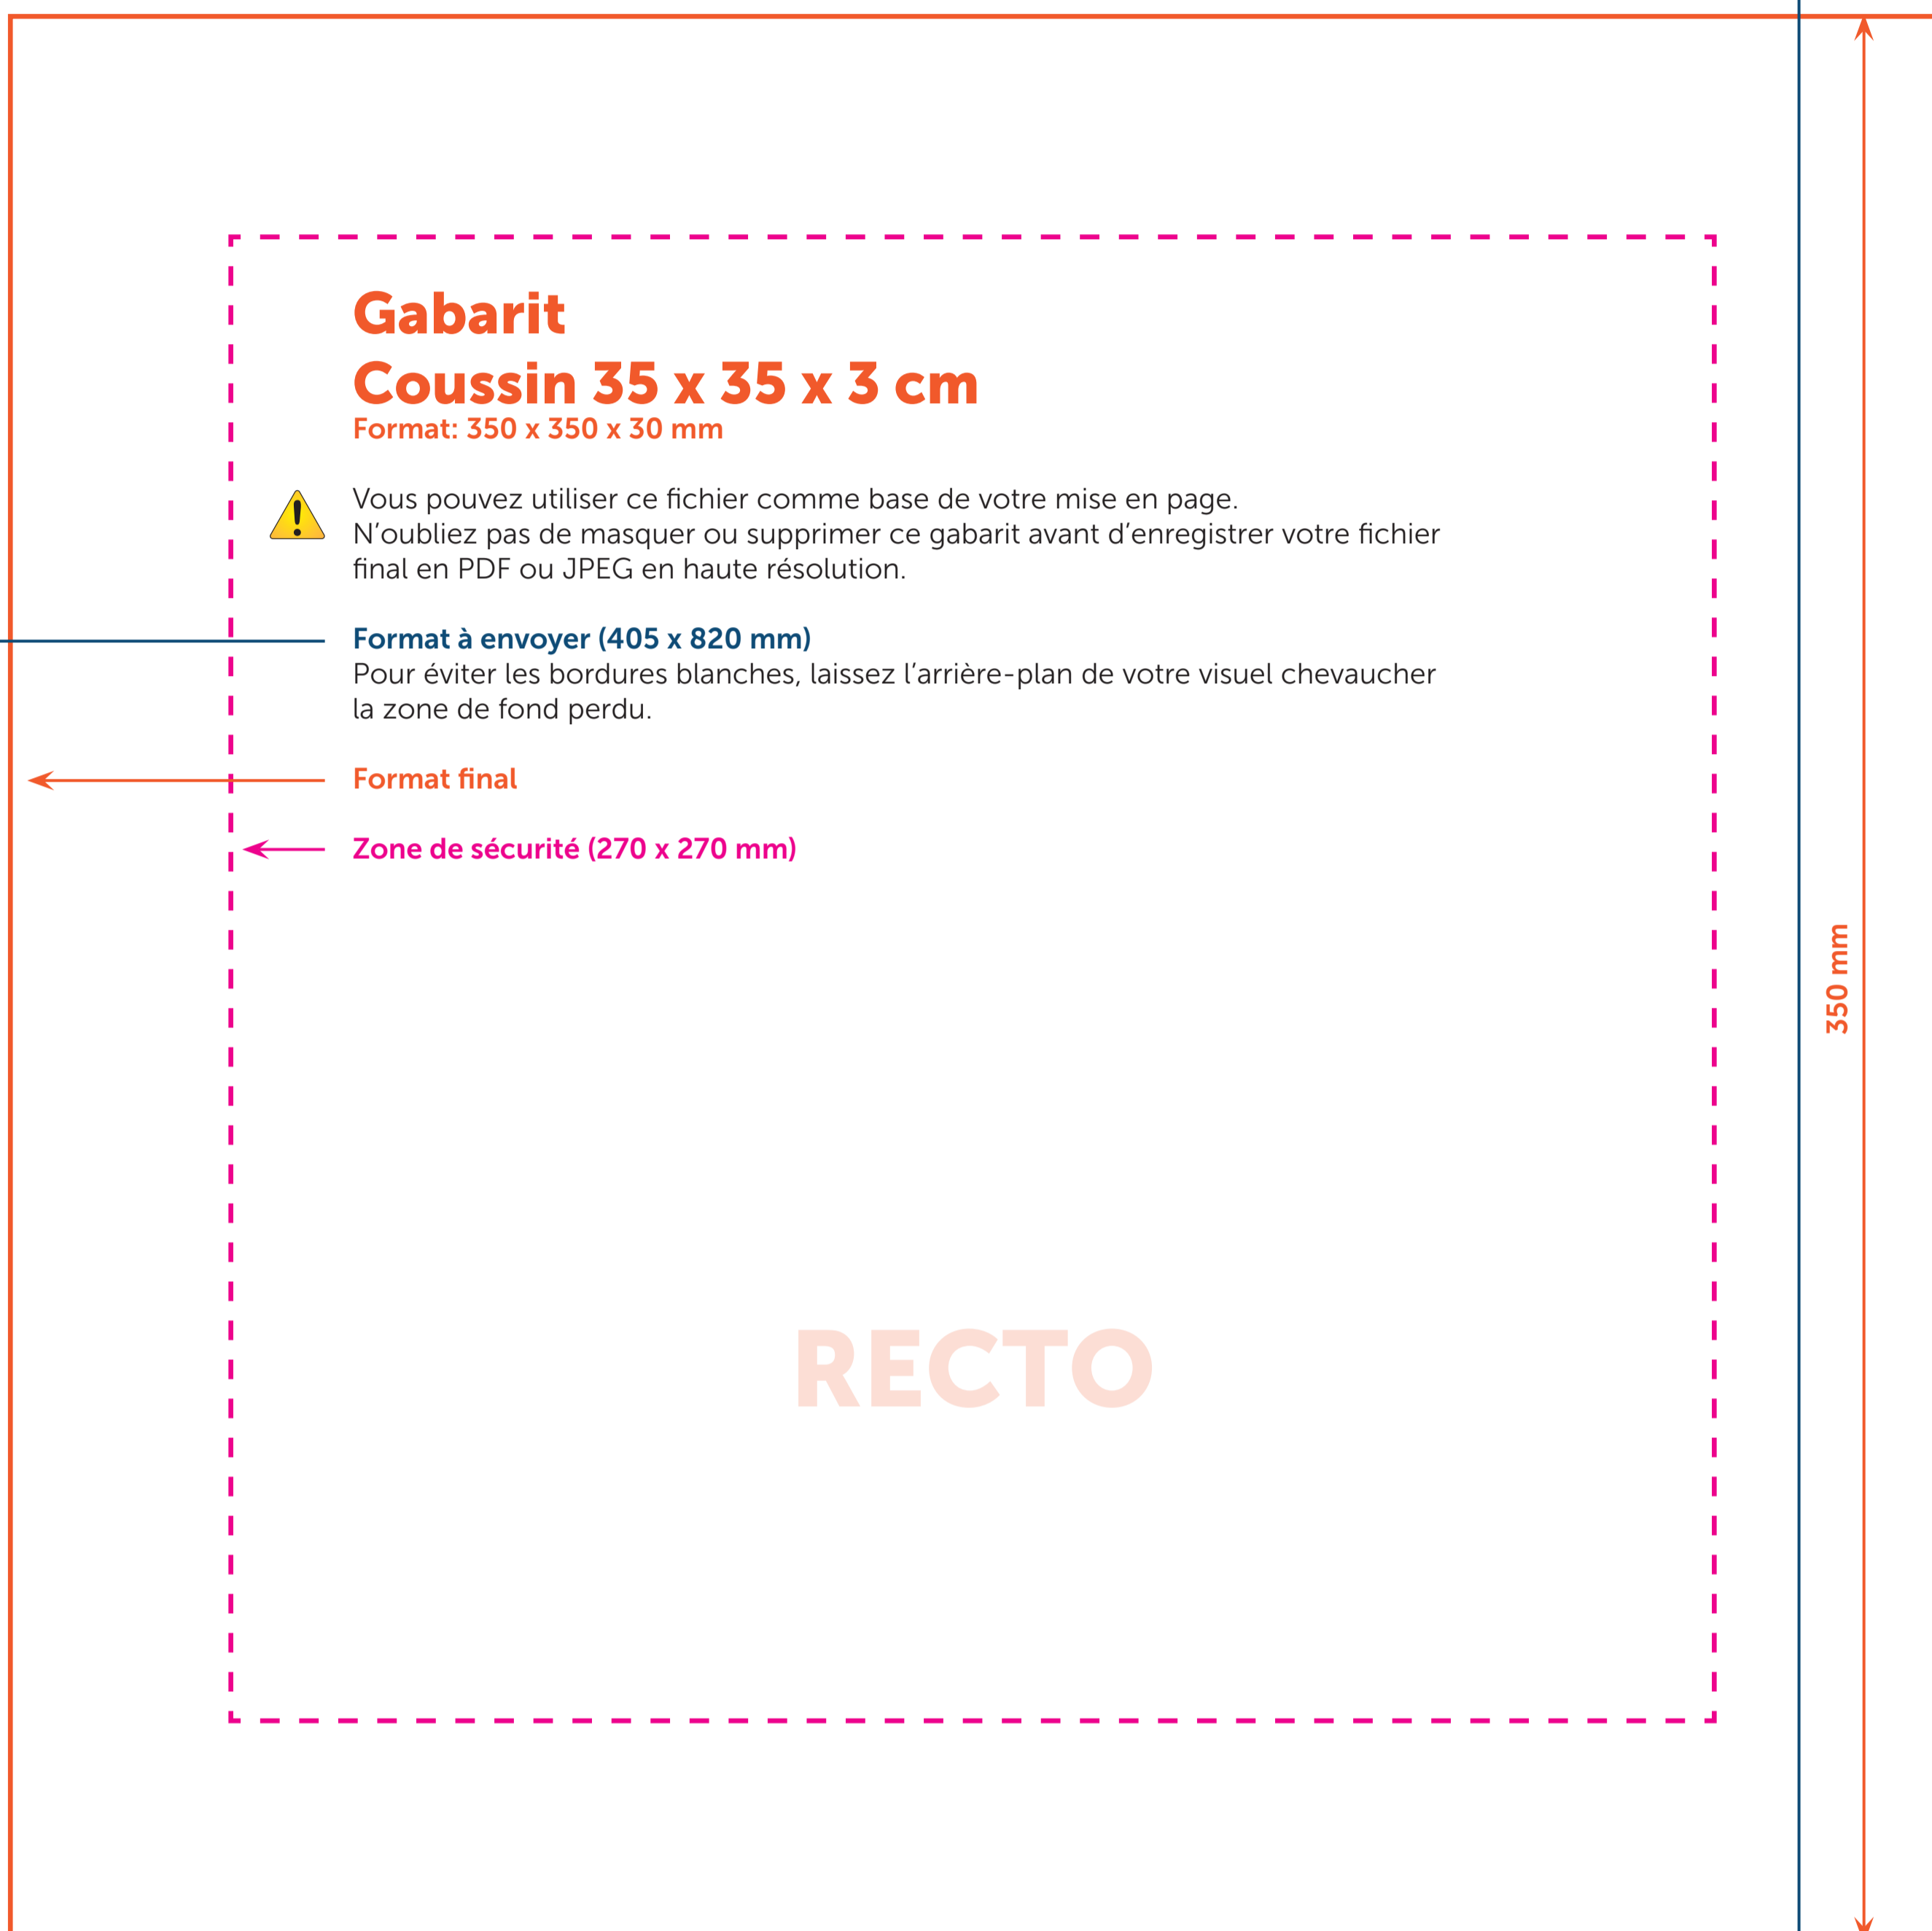 Gabarit
Coussin 35 x 35 x 3 cm
Format: 350 x 350 x 30 mm
Vous pouvez utiliser ce fichier comme base de votre mise en page.
N’oubliez pas de masquer ou supprimer ce gabarit avant d’enregistrer votre fichier
final en PDF ou JPEG en haute résolution.
Format à envoyer (405 x 820 mm)
Pour éviter les bordures blanches, laissez l’arrière-plan de votre visuel chevaucher
la zone de fond perdu.
Format final
Zone de sécurité (270 x 270 mm)
350 mm
RECTO